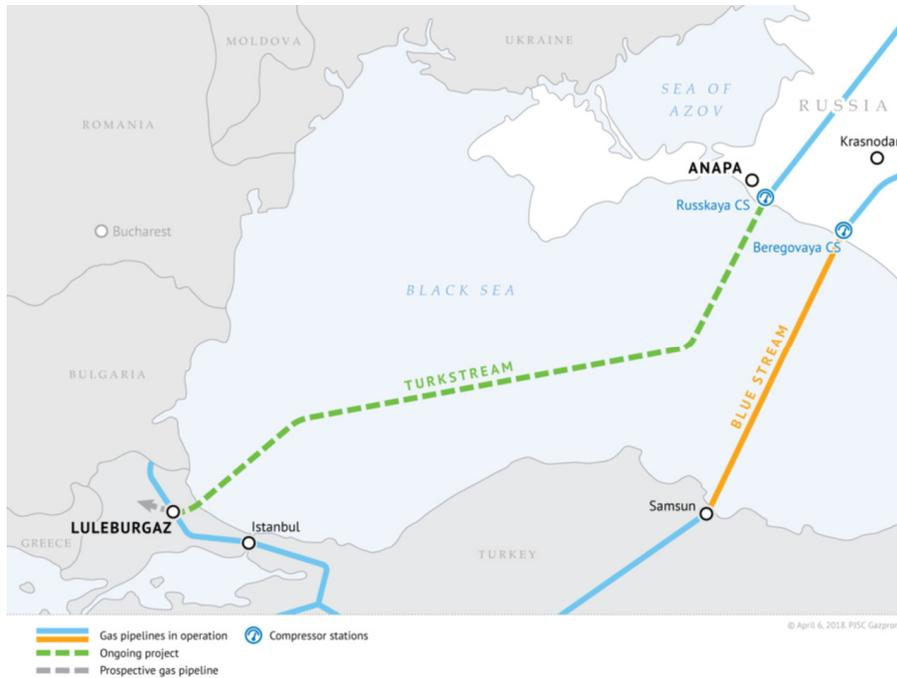 MOLDOVA
UKRAINE
SEA OF
AZOV
RUSSIA
ROMANIA
Krasnodar
ANAPA
Russkaya CS
Bucharest
Beregovaya CS
BLACK SEA
BULGARIA
TURKSTREAM
BLUE STREAM
LULEBURGAZ
Istanbul
Samsun
GREECE
TURKEY
© April 6, 2018. PJSC Gazprom
Gas pipelines in operation
Compressor stations
Ongoing project
Prospective gas pipeline